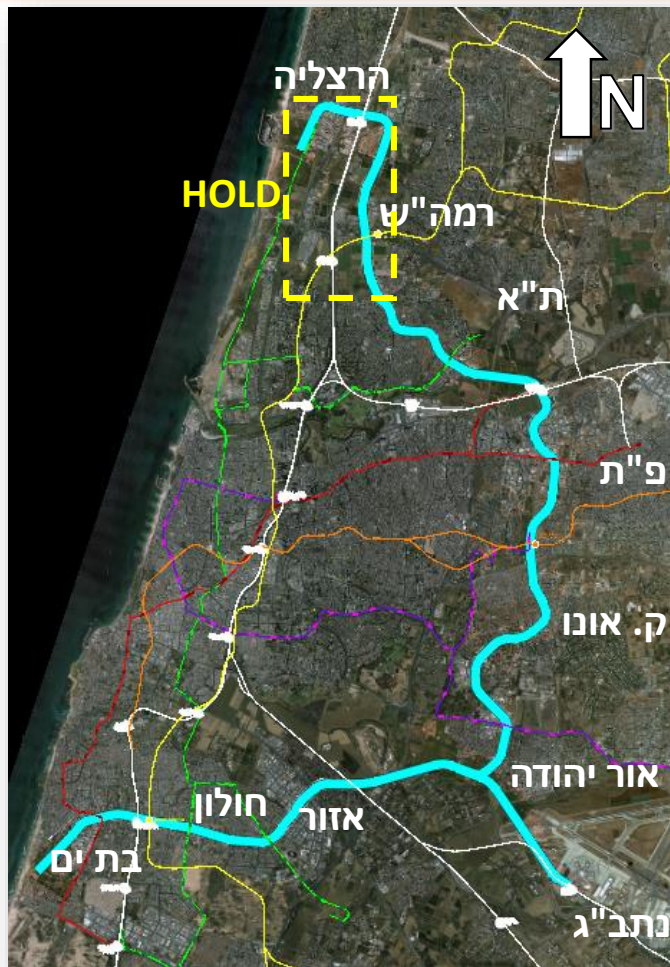 הרצליה
N
HOLD
רמה"ש
ת"א
פ"ת
ק. אונו
אור יהודה
אזור
חולון
בת ים
נתב"ג